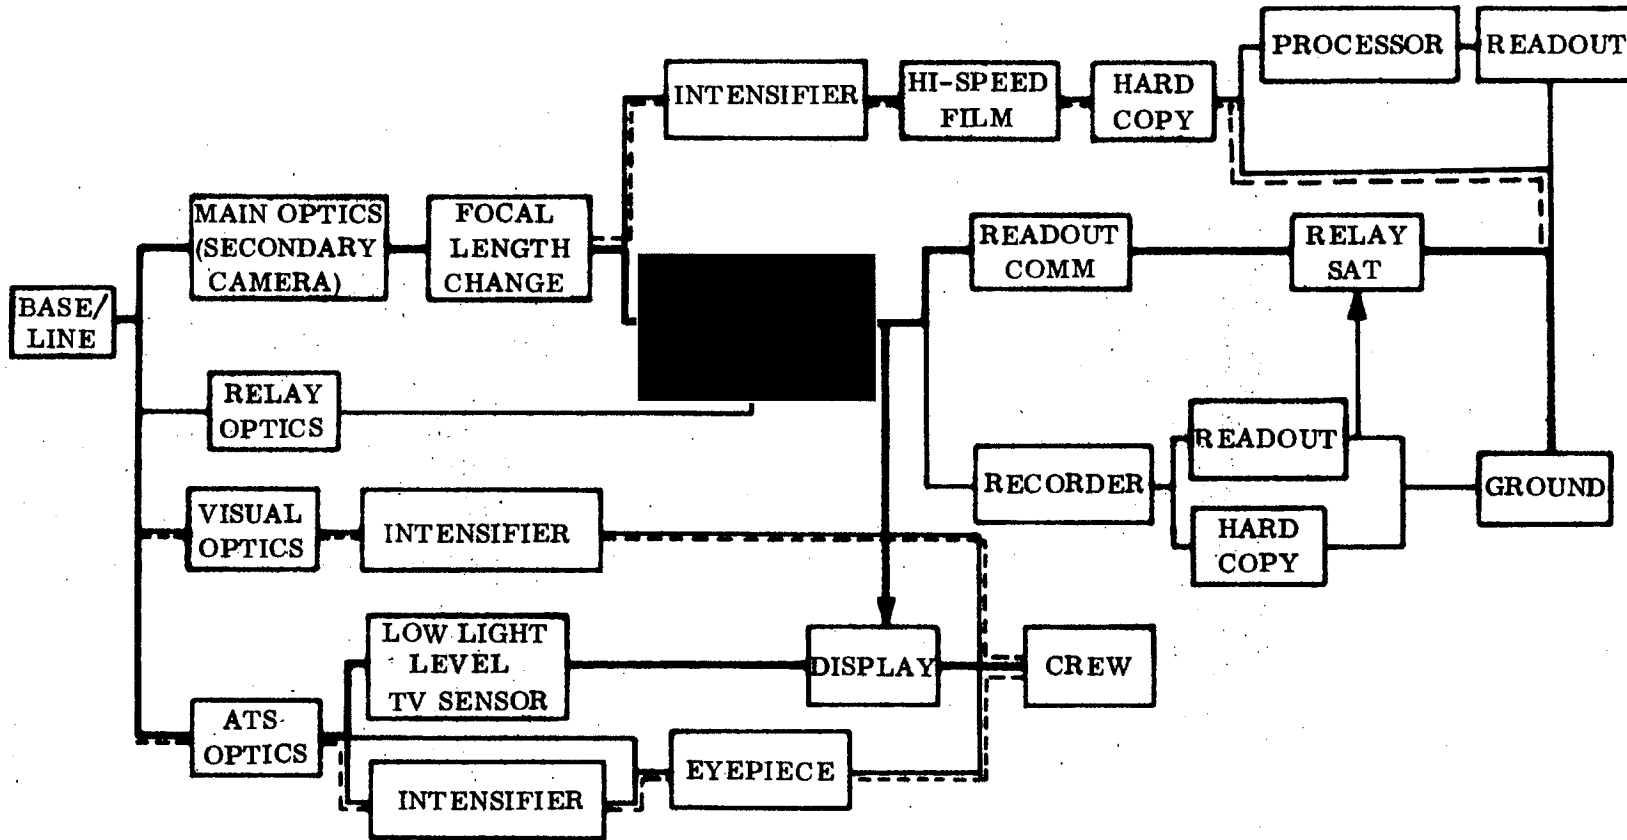 PROCESSOR
READOUT
INTENSIFIER
HI-SPEED
FILM
HARD
COPY
MAIN OPTICS
(SECONDARY
CAMERA)
FOCAL
LENGTH
CHANGE
READOUT
COMM
RELAY
SAT
BASE/
LINE
RELAY
OPTICS
READOUT
RECORDER
GROUND
VISUAL
OPTICS
INTENSIFIER
HARD
COPY
LOW LIGHT
LEVEL
TV SENSOR
DISPLAY
CREW
ATS
OPTICS
EYEPIECE
INTENSIFIER